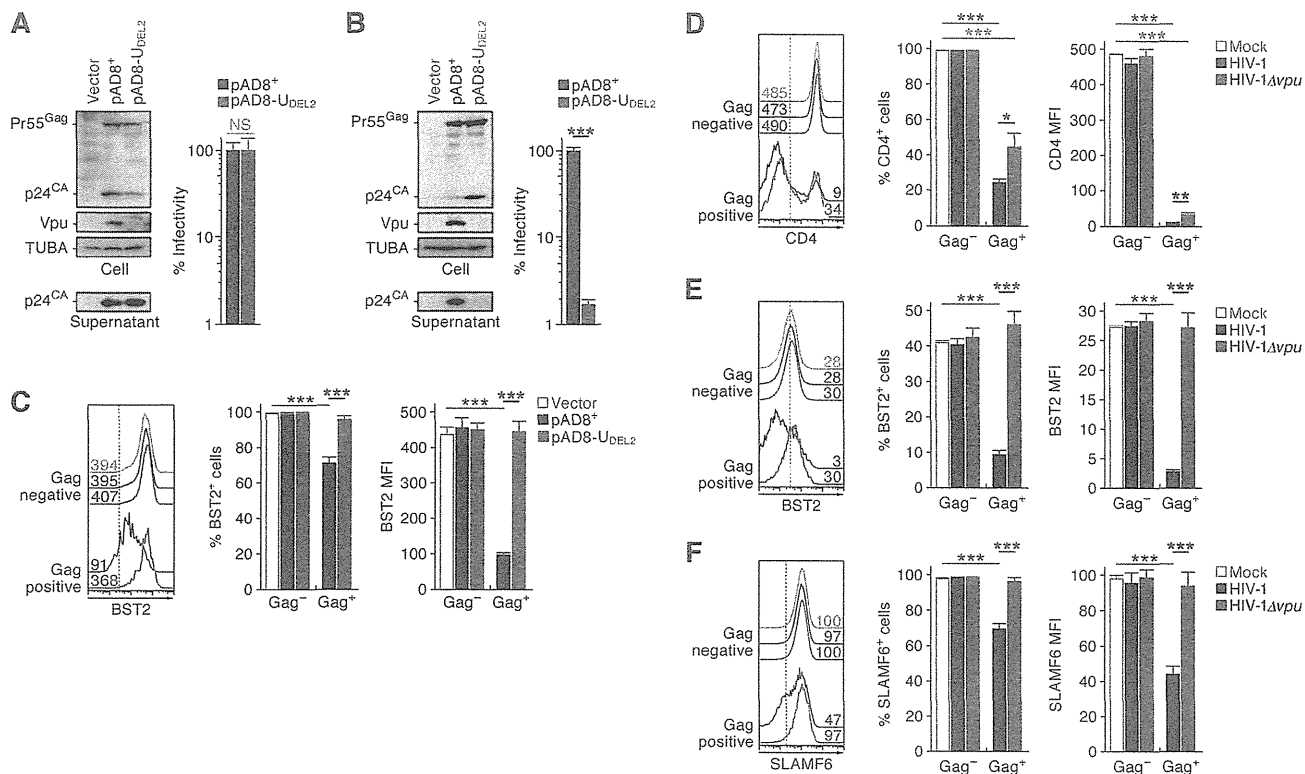 A
Vector
pAD8+
pAD8-UDEL2
Pr55Gag
p24CA
Vpu
TUBA
Cell
p24CA
Supernatant
pAD8+
pAD8-UDEL2
NS
% Infectivity
100
10
1
B
Vector
pAD8+
pAD8-UDEL2
Pr55Gag
p24CA
Vpu
TUBA
Cell
p24CA
Supernatant
pAD8+
pAD8-UDEL2
***
% Infectivity
100
10
1
C
Gag negative
394
395
407
Gag positive
91
368
BST2
% BST2+ cells
100
80
60
40
20
0
*** ***
Gag− Gag+
BST2 MFI
500
400
300
200
100
0
*** ***
Gag− Gag+
Vector
pAD8+
pAD8-UDEL2
D
Gag negative
485
473
490
Gag positive
9
34
CD4
% CD4+ cells
100
80
60
40
20
0
***
***
*
Gag− Gag+
CD4 MFI
500
400
300
200
100
0
***
***
**
Gag− Gag+
Mock
HIV-1
HIV-1Δvpu
E
Gag negative
28
28
30
Gag positive
3
30
BST2
% BST2+ cells
50
40
30
20
10
0
*** ***
Gag− Gag+
BST2 MFI
30
25
20
15
10
5
0
*** ***
Gag− Gag+
Mock
HIV-1
HIV-1Δvpu
F
Gag negative
100
97
100
Gag positive
47
97
SLAMF6
% SLAMF6+ cells
100
80
60
40
20
0
*** ***
Gag− Gag+
SLAMF6 MFI
100
80
60
40
20
0
*** ***
Gag− Gag+
Mock
HIV-1
HIV-1Δvpu